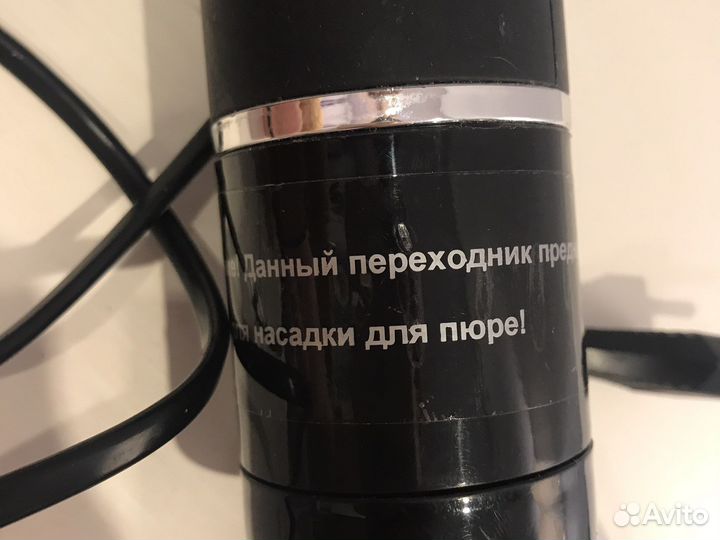 Данный переходник
насадки для пюре!
Avito